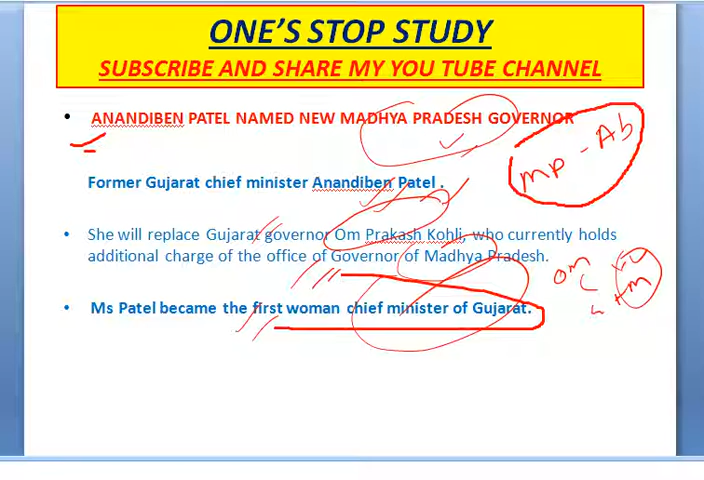 ONE'S STOP STUDY
SUBSCRIBE AND SHARE MY YOU TUBE CHANNEL
• ANANDIBEN PATEL NAMED NEW MADHYA PRADESH GOVERNOR
MP - Ab
Former Gujarat chief minister Anandiben Patel .
• She will replace Gujarat governor Om Prakash Kohli, who currently holds
additional charge of the office of Governor of Madhya Pradesh.
om
• Ms Patel became the first woman chief minister of Gujarat.